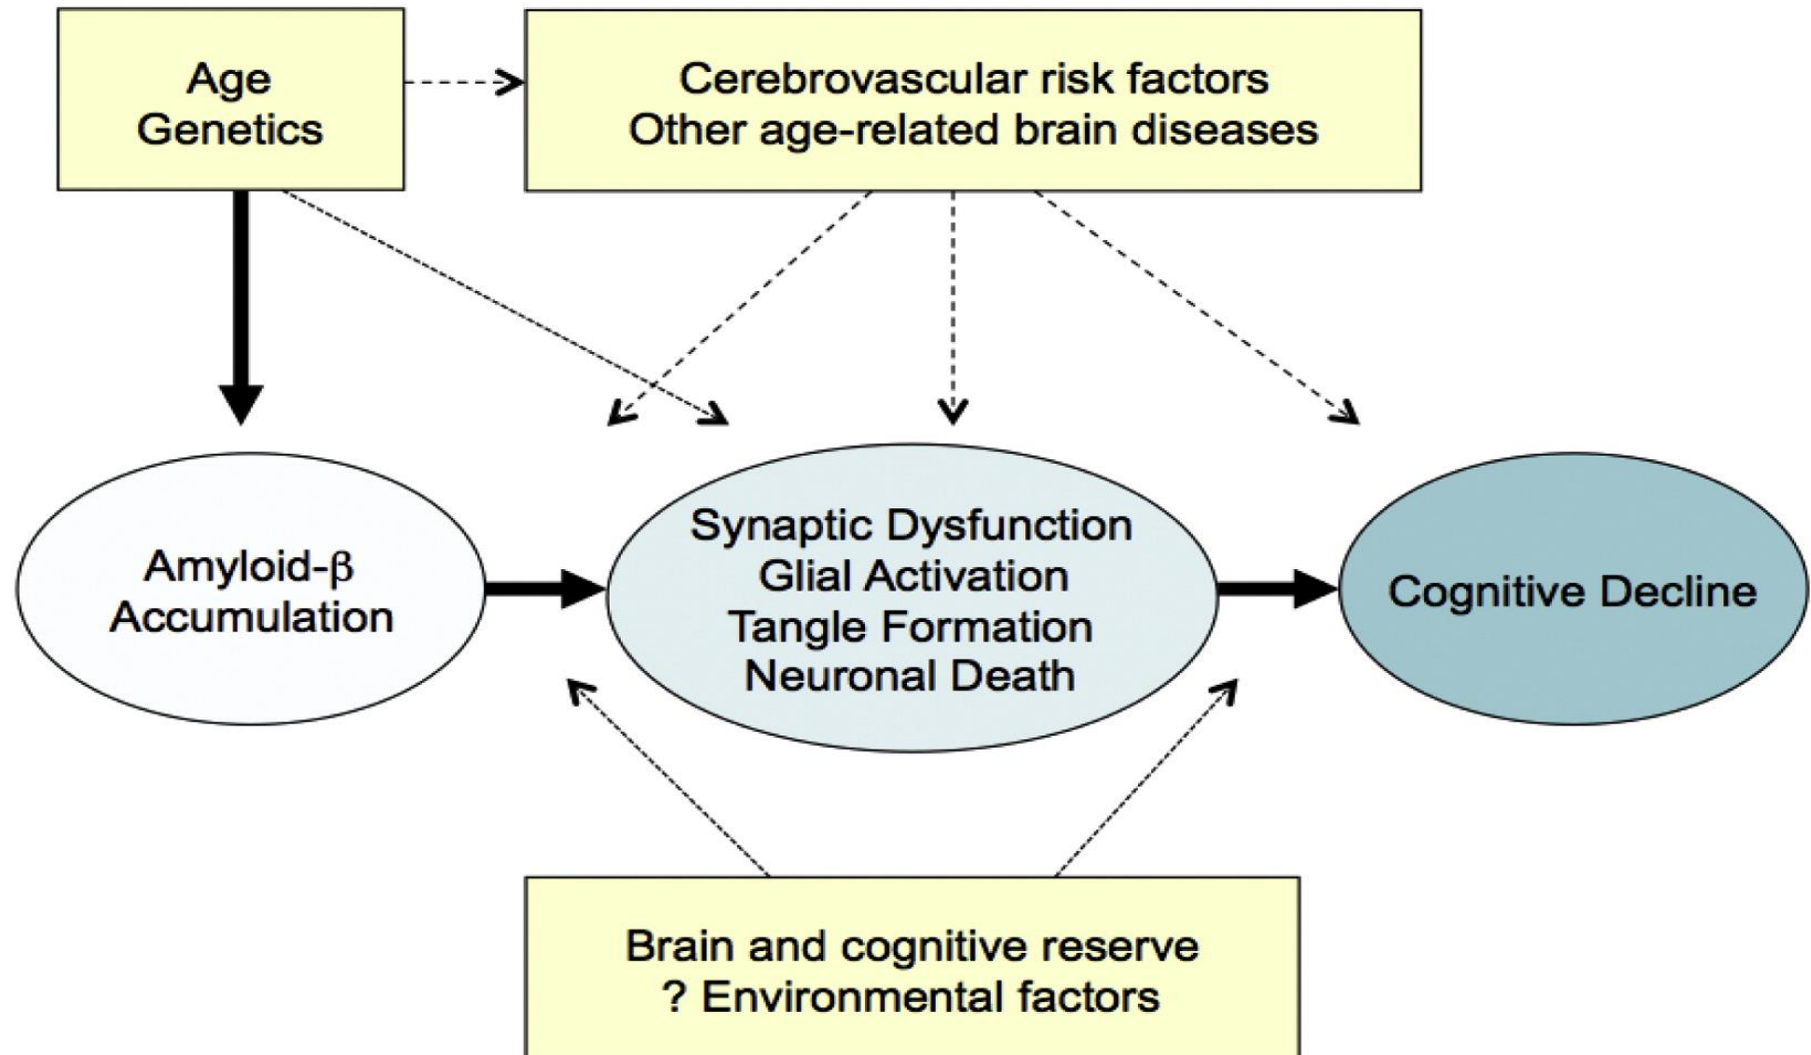 Age
Genetics
Cerebrovascular risk factors
Other age-related brain diseases
Amyloid-β
Accumulation
Synaptic Dysfunction
Glial Activation
Tangle Formation
Neuronal Death
Cognitive Decline
Brain and cognitive reserve
? Environmental factors